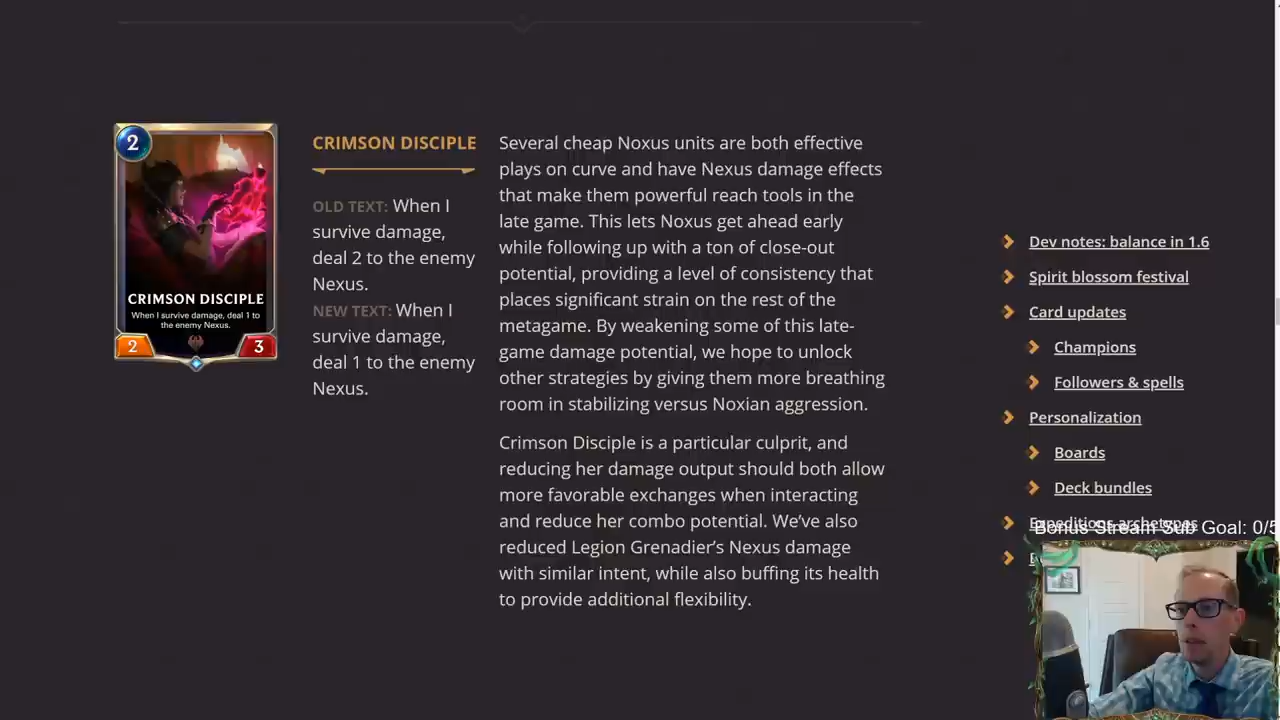 2
CRIMSON DISCIPLE
When I survive damage, deal 1 to
the enemy Nexus.
2
3
CRIMSON DISCIPLE
OLD TEXT: When I
survive damage,
deal 2 to the enemy
Nexus.
NEW TEXT: When I
survive damage,
deal 1 to the enemy
Nexus.
Several cheap Noxus units are both effective
plays on curve and have Nexus damage effects
that make them powerful reach tools in the
late game. This lets Noxus get ahead early
while following up with a ton of close-out
potential, providing a level of consistency that
places significant strain on the rest of the
metagame. By weakening some of this late-
game damage potential, we hope to unlock
other strategies by giving them more breathing
room in stabilizing versus Noxian aggression.
Crimson Disciple is a particular culprit, and
reducing her damage output should both allow
more favorable exchanges when interacting
and reduce her combo potential. We’ve also
reduced Legion Grenadier’s Nexus damage
with similar intent, while also buffing its health
to provide additional flexibility.
Dev notes: balance in 1.6
Spirit blossom festival
Card updates
Champions
Followers & spells
Personalization
Boards
Deck bundles
Expeditions archetypes
Bonus Stream Sub Goal: 0/5